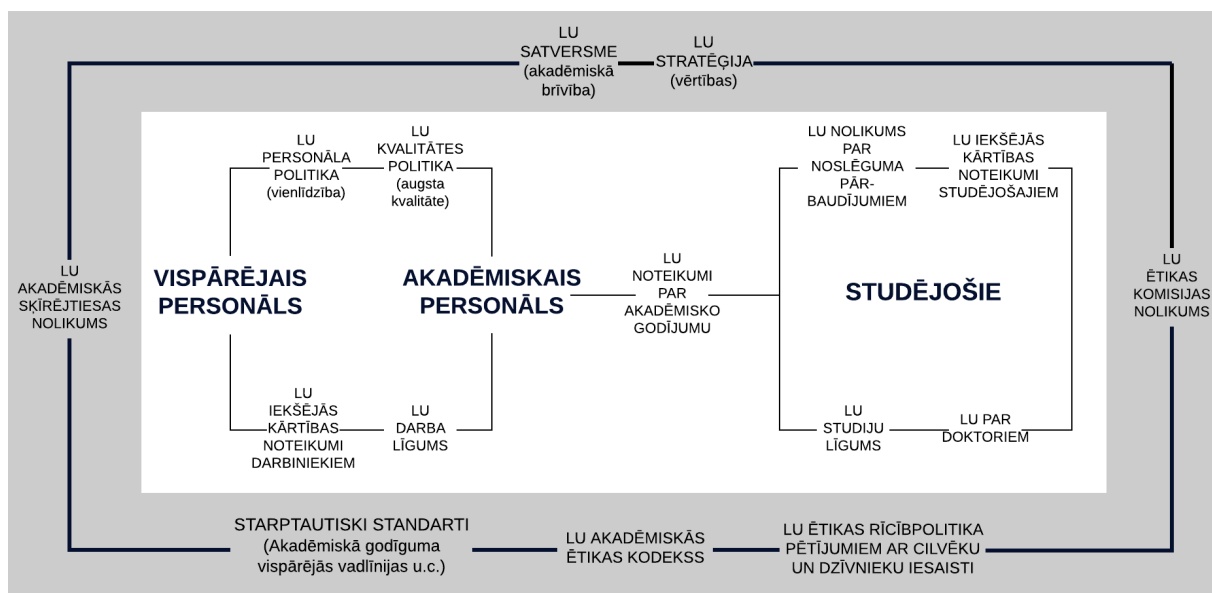 LU
SATVERSME
(akadēmiskā
brīvība)
LU
STRATĒĢIJA
(vērtības)
LU
PERSONĀLA
POLITIKA
(vienlīdzība)
LU
KVALITĀTES
POLITIKA
(augsta
kvalitāte)
LU NOLIKUMS
PAR
NOSLĒGUMA
PĀR-
BAUDĪJUMIEM
LU IEKŠĒJĀS
KĀRTĪBAS
NOTEIKUMI
STUDĒJOŠAJIEM
LU
AKADĒMISKĀS
ŠĶĪRĒJTIESAS
NOLIKUMS
VISPĀRĒJAIS
PERSONĀLS
AKADĒMISKAIS
PERSONĀLS
LU
NOTEIKUMI
PAR
AKADĒMISKO
GODĪJUMU
STUDĒJOŠIE
LU
ĒTIKAS
KOMISIJAS
NOLIKUMS
LU
IEKŠĒJĀS
KĀRTĪBAS
NOTEIKUMI
DARBINIEKIEM
LU
DARBA
LĪGUMS
LU
STUDIJU
LĪGUMS
LU PAR
DOKTORIEM
STARPTAUTISKI STANDARTI
(Akadēmiskā godīguma
vispārējās vadlīnijas u.c.)
LU AKADĒMISKĀS
ĒTIKAS KODEKSS
LU ĒTIKAS RĪCĪBPOLITIKA
PĒTĪJUMIEM AR CILVĒKU
UN DZĪVNIEKU IESAISTI